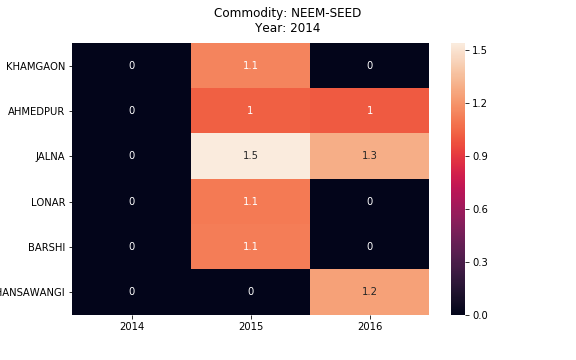 Commodity: NEEM-SEED
Year: 2014
KHAMGAON 0 1.1 0
AHMEDPUR 0 1 1
JALNA 0 1.5 1.3
LONAR 0 1.1 0
BARSHI 0 1.1 0
HANSAWANGI 0 0 1.2
2014 2015 2016
1.5
1.2
0.9
0.6
0.3
0.0